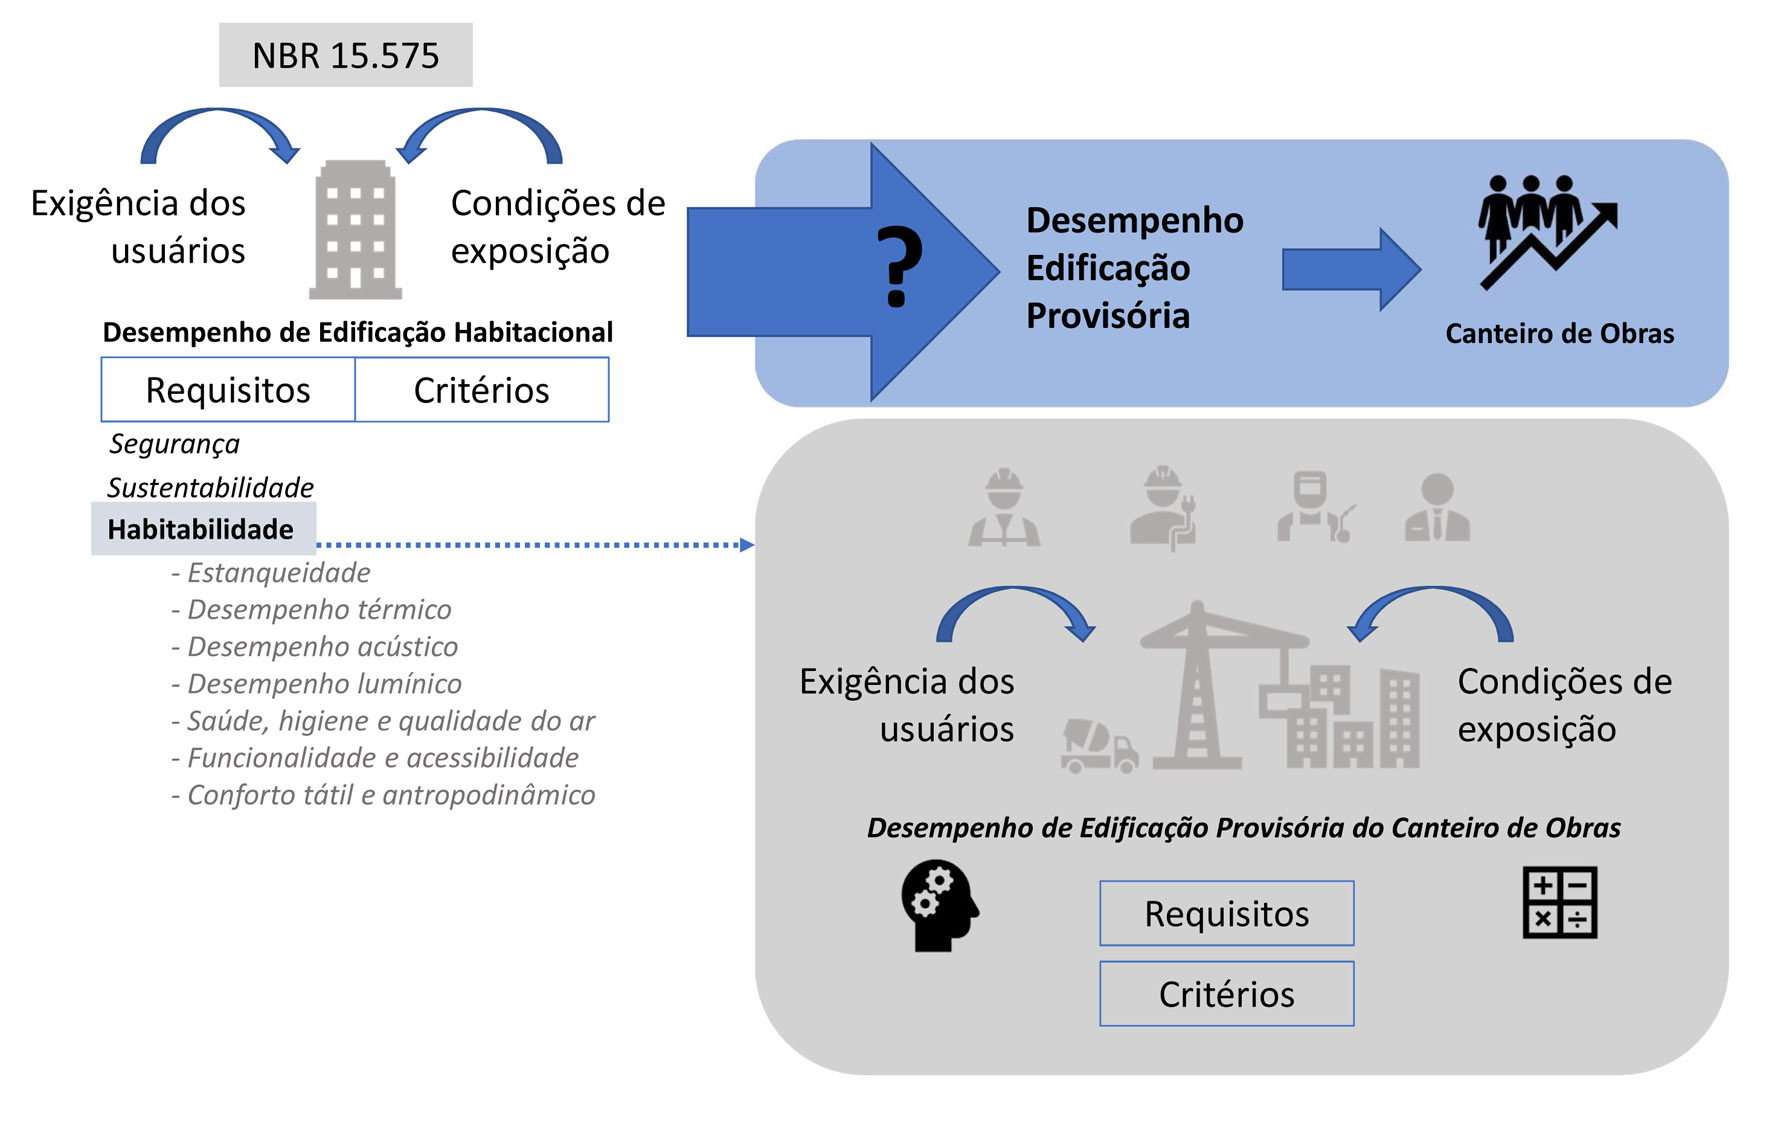 NBR 15.575
Exigência dos
usuários
Condições de
exposição
Desempenho de Edificação Habitacional
Requisitos
Critérios
Segurança
Sustentabilidade
Habitabilidade
- Estanqueidade
- Desempenho térmico
- Desempenho acústico
- Desempenho lumínico
- Saúde, higiene e qualidade do ar
- Funcionalidade e acessibilidade
- Conforto tátil e antropodinâmico
?
Desempenho
Edificação
Provisória
Canteiro de Obras
Exigência dos
usuários
Condições de
exposição
Desempenho de Edificação Provisória do Canteiro de Obras
Requisitos
Critérios